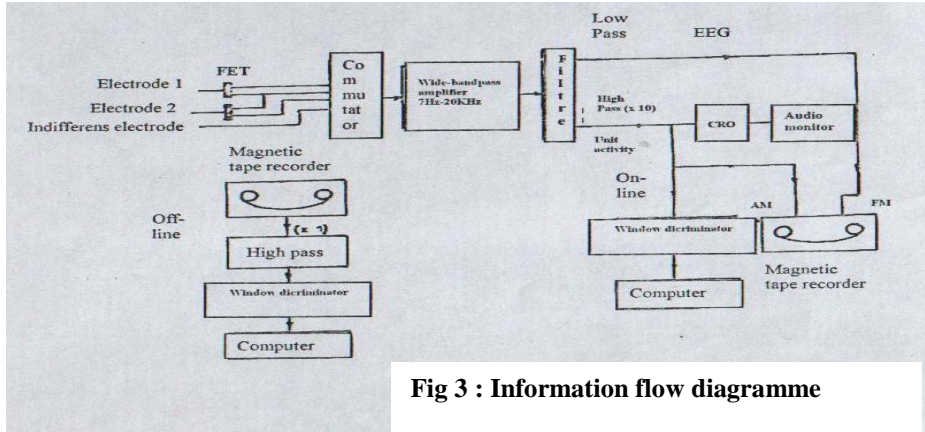 Low
Pass
EEG
Electrode 1
FET
Electrode 2
Indifferens electrode
Co
m
mu
tat
or
Wide-bandpass
amplifier
7Hz-20KHz
F
i
l
t
r
e
High
Pass (x 10)
Unit
activity
CRO
Audio
monitor
Magnetic
tape recorder
Off-
line
(x 1)
High pass
Window dicriminator
Computer
On-
line
AM
FM
Window dicriminator
Computer
Magnetic
tape recorder
Fig 3 : Information flow diagramme